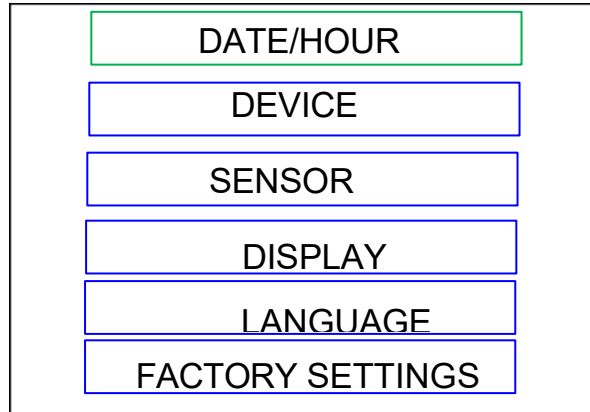 DATE/HOUR
DEVICE
SENSOR
DISPLAY
LANGUAGE
FACTORY SETTINGS